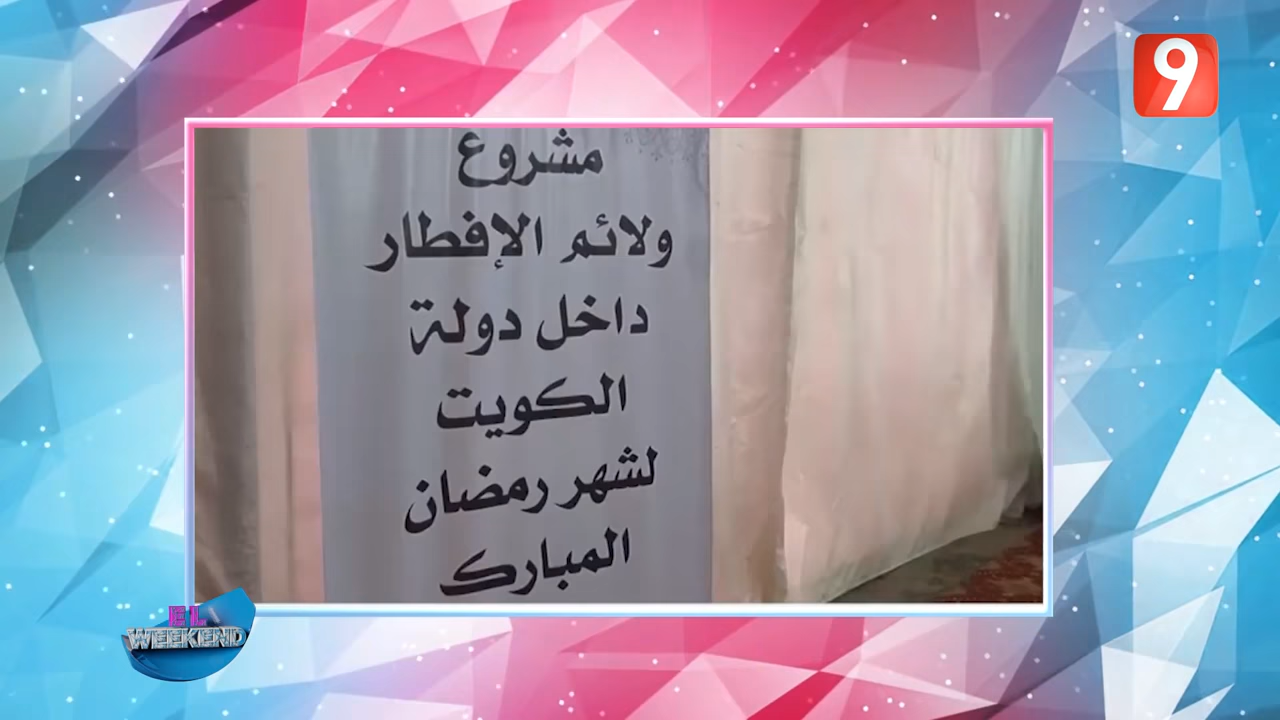 9
مشروع
ولائم الإفطار
داخل دولة
الكويت
لشهر رمضان
المبارك
EL
WEEKEND